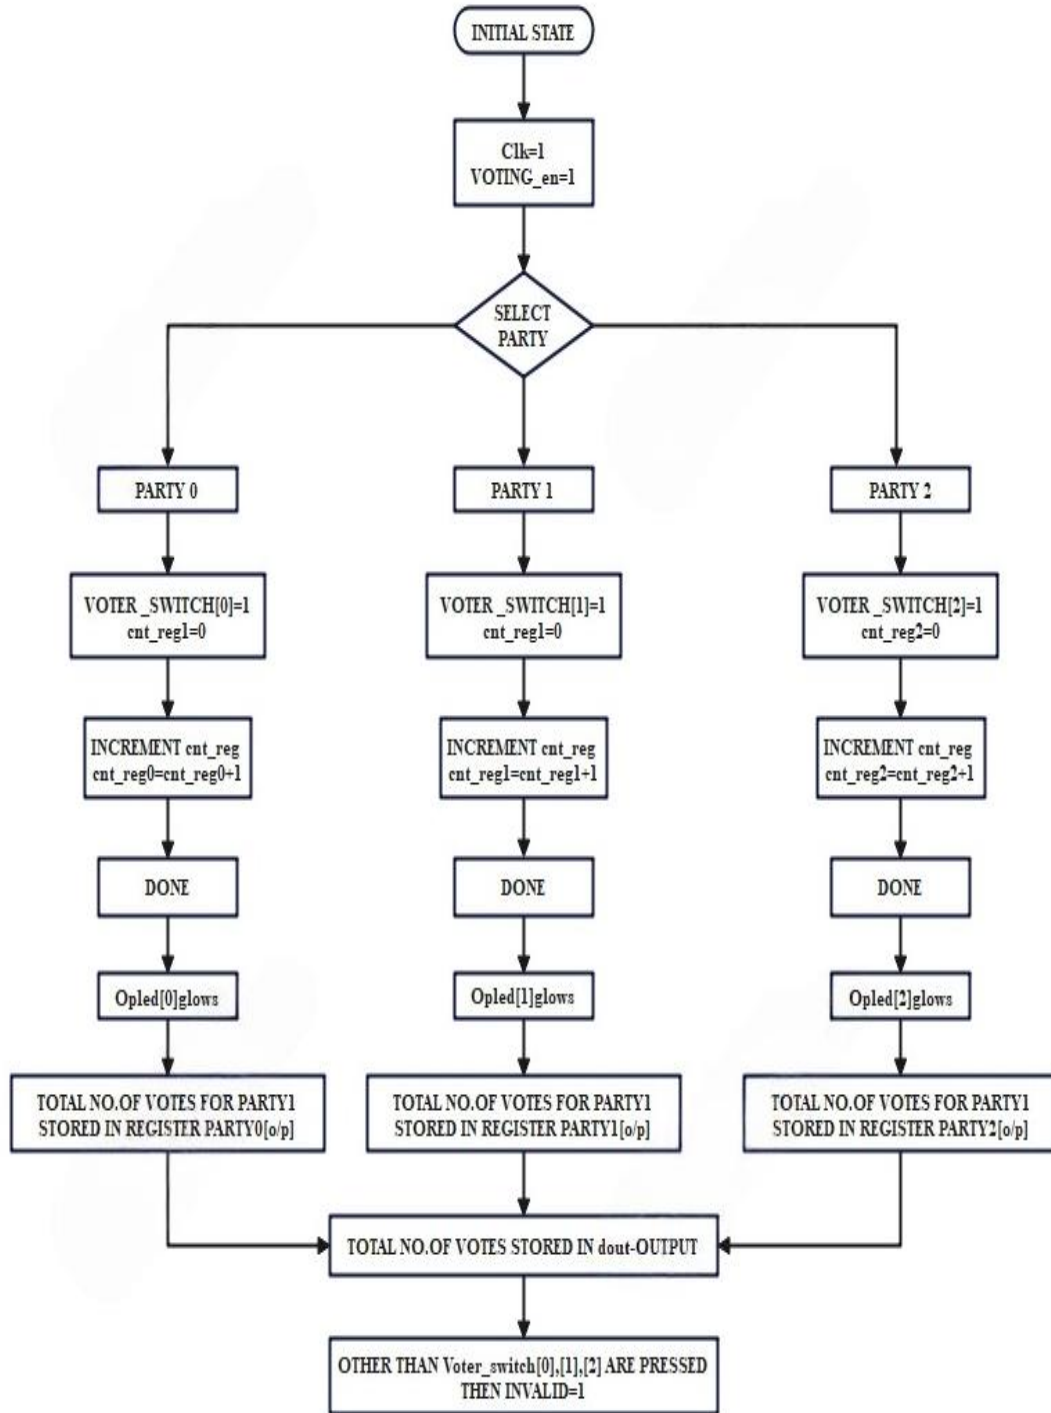 INITIAL STATE
Clk=1
VOTING_en=1
SELECT
PARTY
PARTY 0
PARTY 1
PARTY 2
VOTER _SWITCH[0]=1
cnt_reg1=0
VOTER _SWITCH[1]=1
cnt_reg1=0
VOTER _SWITCH[2]=1
cnt_reg2=0
INCREMENT cnt_reg
cnt_reg0=cnt_reg0+1
INCREMENT cnt_reg
cnt_reg1=cnt_reg1+1
INCREMENT cnt_reg
cnt_reg2=cnt_reg2+1
DONE
DONE
DONE
Opled[0]glows
Opled[1]glows
Opled[2]glows
TOTAL NO.OF VOTES FOR PARTY1
STORED IN REGISTER PARTY0[o/p]
TOTAL NO.OF VOTES FOR PARTY1
STORED IN REGISTER PARTY1[o/p]
TOTAL NO.OF VOTES FOR PARTY1
STORED IN REGISTER PARTY2[o/p]
TOTAL NO.OF VOTES STORED IN dout-OUTPUT
OTHER THAN Voter_switch[0],[1],[2] ARE PRESSED
THEN INVALID=1